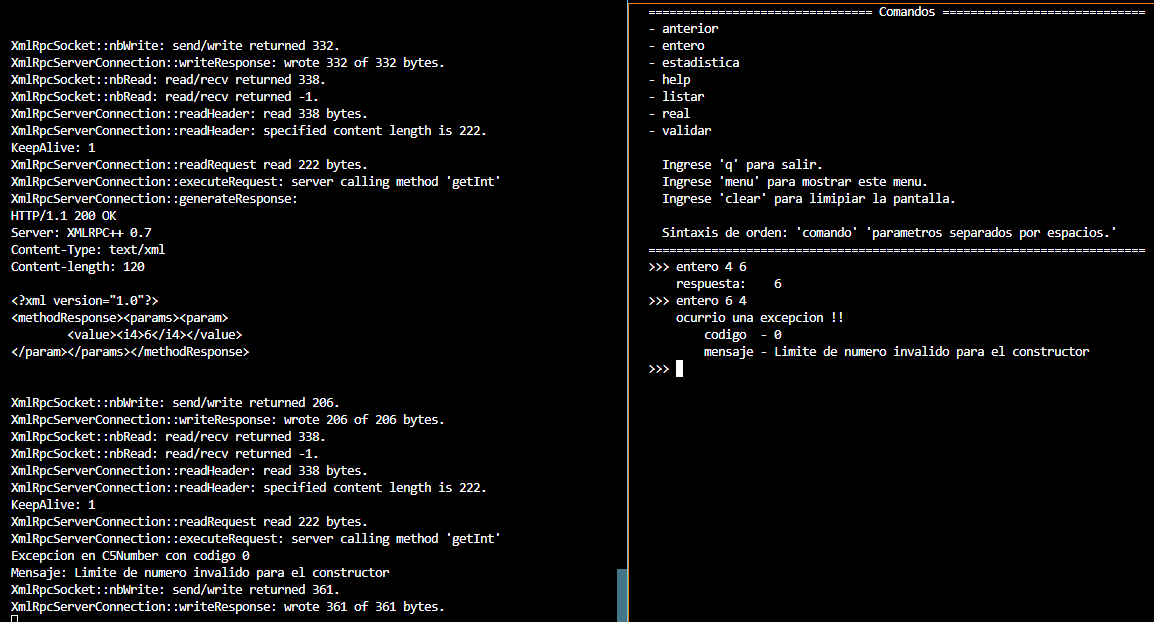 XmlRpcSocket::nbWrite: send/write returned 332.
XmlRpcServerConnection::writeResponse: wrote 332 of 332 bytes.
XmlRpcSocket::nbRead: read/recv returned 338.
XmlRpcSocket::nbRead: read/recv returned -1.
XmlRpcServerConnection::readHeader: read 338 bytes.
XmlRpcServerConnection::readHeader: specified content length is 222.
KeepAlive: 1
XmlRpcServerConnection::readRequest read 222 bytes.
XmlRpcServerConnection::executeRequest: server calling method 'getInt'
XmlRpcServerConnection::generateResponse:
HTTP/1.1 200 OK
Server: XMLRPC++ 0.7
Content-Type: text/xml
Content-length: 120

<?xml version="1.0"?>
<methodResponse><params><param>
        <value><i4>6</i4></value>
</param></params></methodResponse>


XmlRpcSocket::nbWrite: send/write returned 206.
XmlRpcServerConnection::writeResponse: wrote 206 of 206 bytes.
XmlRpcSocket::nbRead: read/recv returned 338.
XmlRpcSocket::nbRead: read/recv returned -1.
XmlRpcServerConnection::readHeader: read 338 bytes.
XmlRpcServerConnection::readHeader: specified content length is 222.
KeepAlive: 1
XmlRpcServerConnection::readRequest read 222 bytes.
XmlRpcServerConnection::executeRequest: server calling method 'getInt'
Excepcion en C5Number con codigo 0
Mensaje: Limite de numero invalido para el constructor
XmlRpcSocket::nbWrite: send/write returned 361.
XmlRpcServerConnection::writeResponse: wrote 361 of 361 bytes.
================================ Comandos =============================
- anterior
- entero
- estadistica
- help
- listar
- real
- validar

  Ingrese 'q' para salir.
  Ingrese 'menu' para mostrar este menu.
  Ingrese 'clear' para limipiar la pantalla.

  Sintaxis de orden: 'comando' 'parametros separados por espacios.'
=======================================================================
>>> entero 4 6
    respuesta:    6
>>> entero 6 4
    ocurrio una excepcion !!
        codigo  - 0
        mensaje - Limite de numero invalido para el constructor
>>>